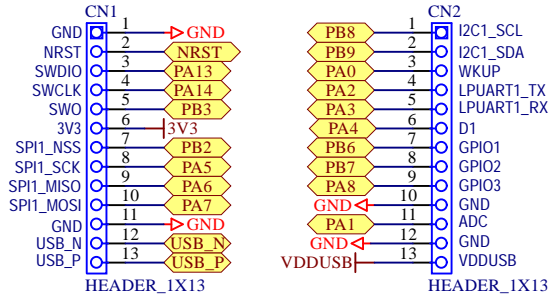 CN1
GND 1 GND
NRST 2 NRST
SWDIO 3 PA13
SWCLK 4 PA14
SWO 5 PB3
3V3 6 3V3
SPI1_NSS 7 PB2
SPI1_SCK 8 PA5
SPI1_MISO 9 PA6
SPI1_MOSI 10 PA7
GND 11 GND
USB_N 12 USB_N
USB_P 13 USB_P
HEADER_1X13
CN2
PB8 1 I2C1_SCL
PB9 2 I2C1_SDA
PA0 3 WKUP
PA2 4 LPUART1_TX
PA3 5 LPUART1_RX
PA4 6 D1
PB6 7 GPIO1
PB7 8 GPIO2
PA8 9 GPIO3
GND 10 GND
PA1 11 ADC
GND 12 GND
VDDUSB 13 VDDUSB
HEADER_1X13